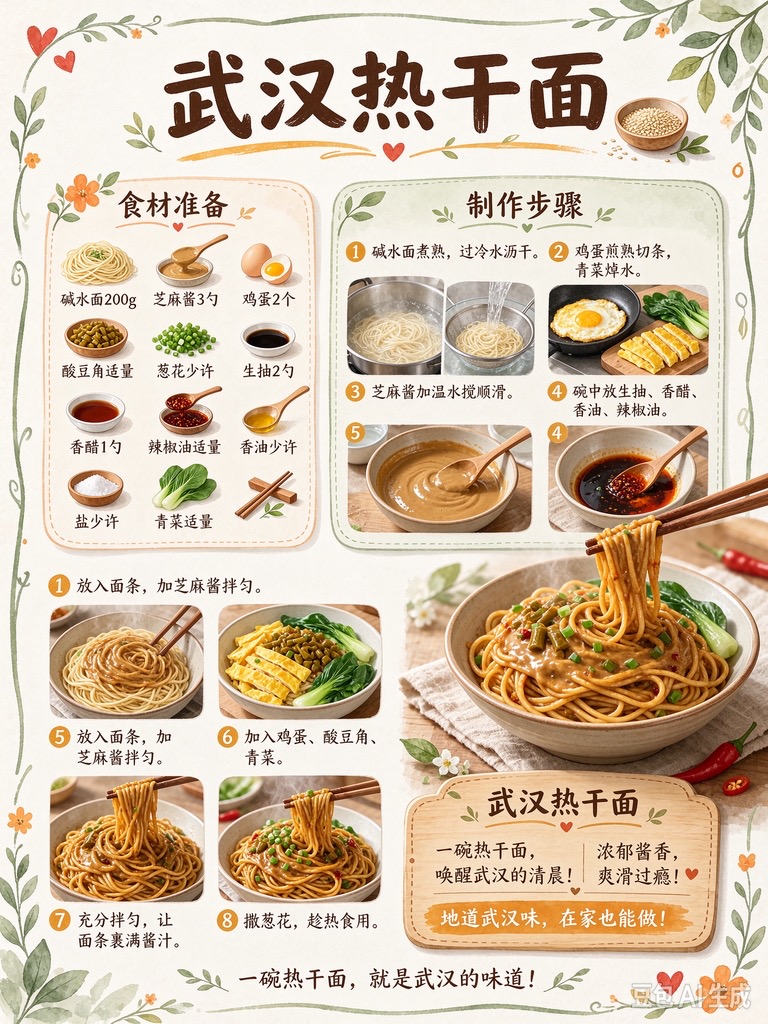 武汉热干面
食材准备
碱水面200g
芝麻酱3勺
鸡蛋2个
酸豆角适量
葱花少许
生抽2勺
香醋1勺
辣椒油适量
香油少许
盐少许
青菜适量
制作步骤
1 碱水面煮熟，过冷水沥干。
2 鸡蛋煎熟切条，
青菜焯水。
3 芝麻酱加温水搅顺滑。
4 碗中放生抽、香醋、
香油、辣椒油。
5
4
1 放入面条，加芝麻酱拌匀。
5 放入面条，加
芝麻酱拌匀。
6 加入鸡蛋、酸豆角、
青菜。
7 充分拌匀，让
面条裹满酱汁。
8 撒葱花，趁热食用。
武汉热干面
一碗热干面，
唤醒武汉的清晨！
浓郁酱香，
爽滑过瘾！
地道武汉味，在家也能做！
一碗热干面，就是武汉的味道！
豆包AI生成